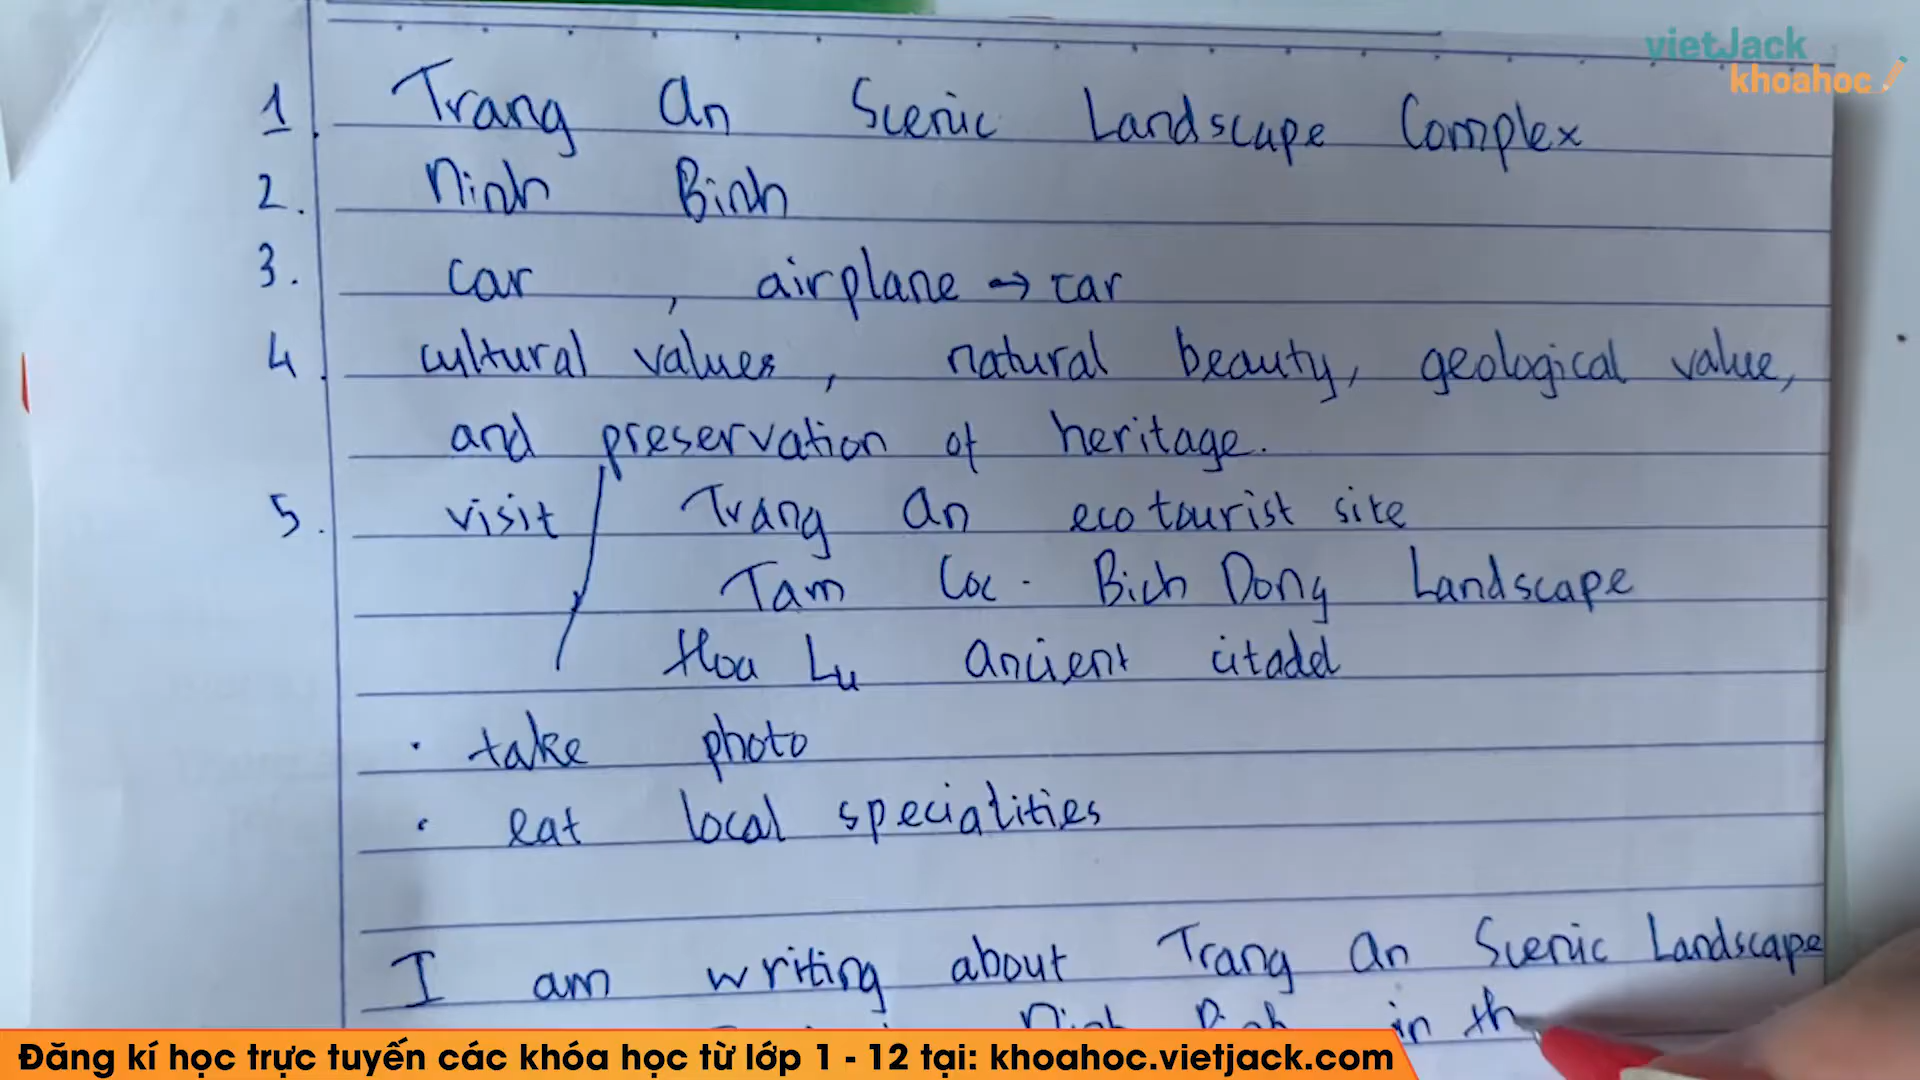 vietJack
khoahoc
1. Trang An Scenic Landscape Complex
2. Ninh Binh
3. car, airplane → car
4. cultural values, natural beauty, geological value,
and preservation of heritage.
5. visit / Trang An ecotourist site
Tam Coc - Bich Dong Landscape
Hoa Lu Ancient citadel
· take photo
· eat local specialities
I am writing about Trang An Scenic Landscape
Ninh Binh in th
Đăng kí học trực tuyến các khóa học từ lớp 1 - 12 tại: khoahoc.vietjack.com